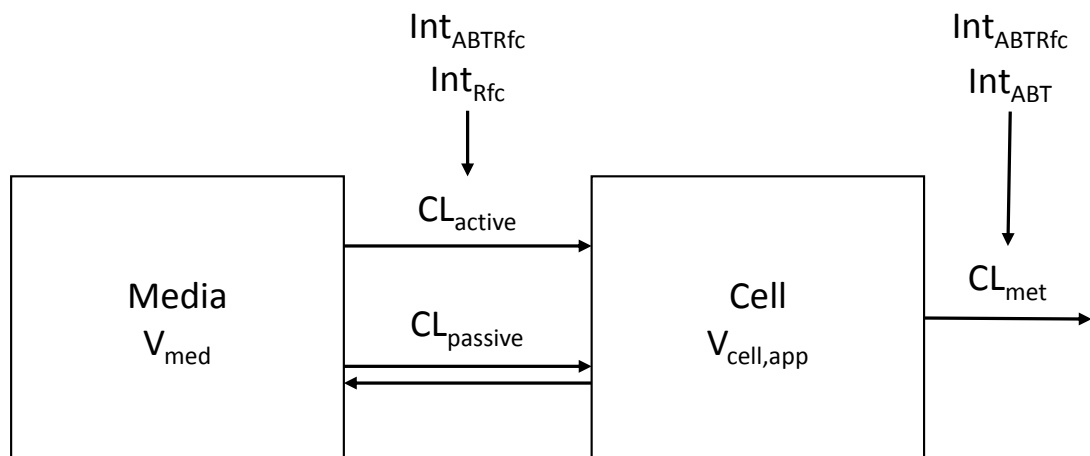 Int_ABTRfc
Int_Rfc
Int_ABTRfc
Int_ABT
CL_active
CL_passive
Media
V_med
Cell
V_cell,app
CL_met